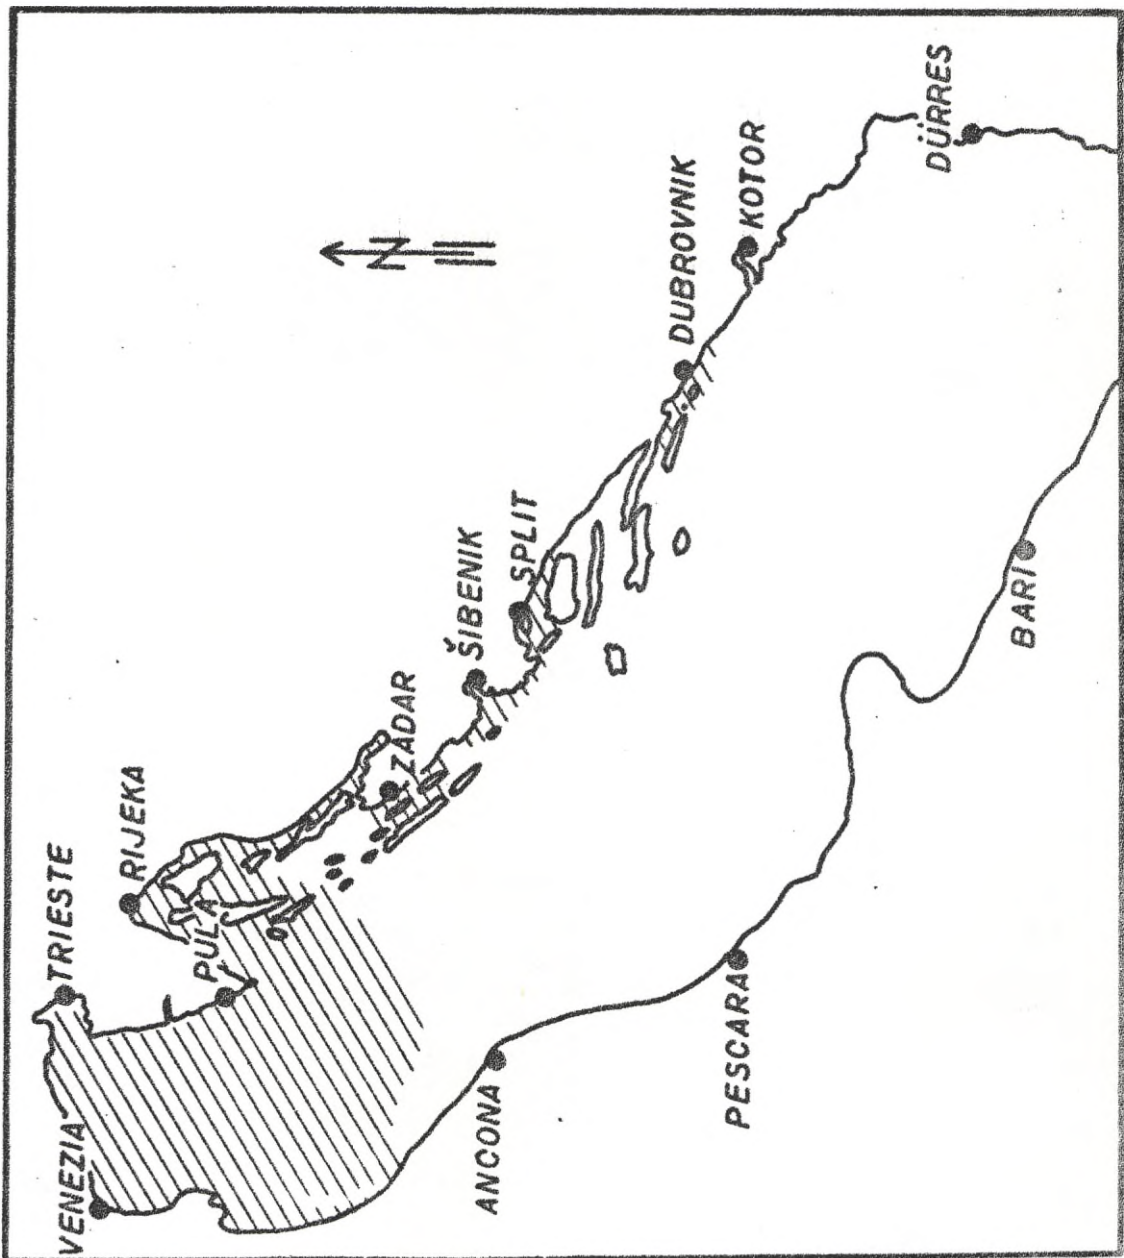 VENEZIA
TRIESTE
RIJEKA
PULA
ZADAR
ŠIBENIK
SPLIT
DUBROVNIK
KOTOR
DÜRRES
ANCONA
PESCARA
BARI
N